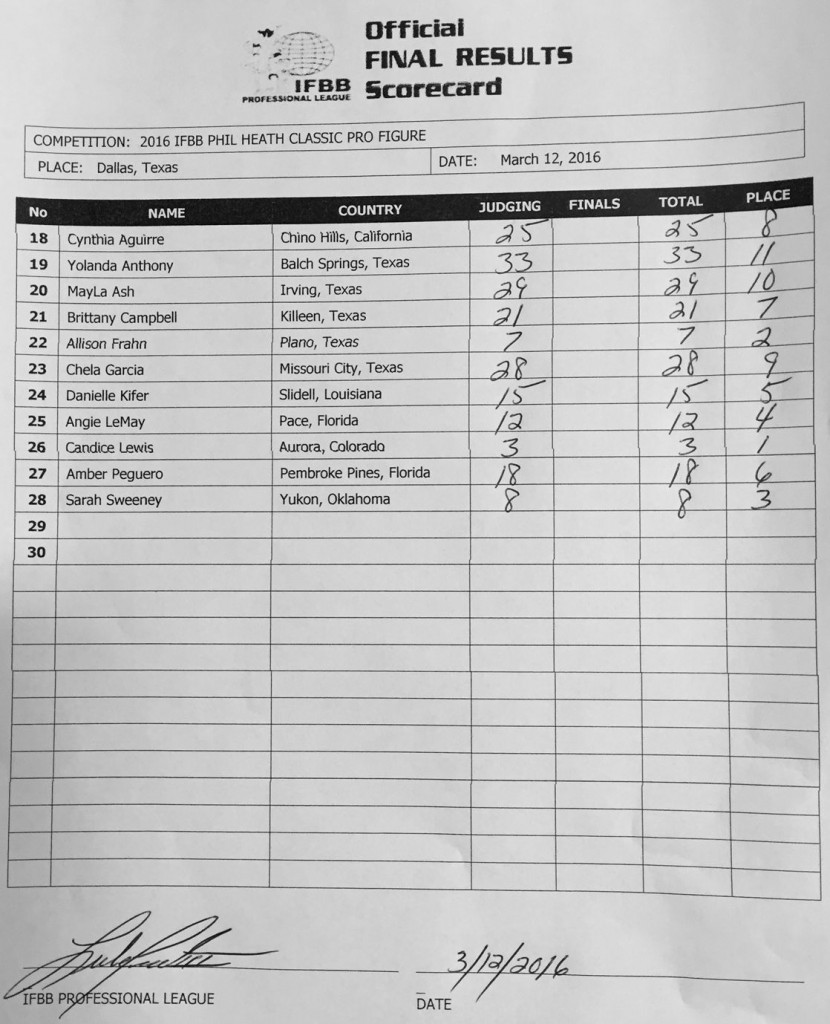 Official
FINAL RESULTS
Scorecard
IFBB
PROFESSIONAL LEAGUE
COMPETITION: 2016 IFBB PHIL HEATH CLASSIC PRO FIGURE
PLACE: Dallas, Texas DATE: March 12, 2016
No NAME COUNTRY JUDGING FINALS TOTAL PLACE
18 Cynthia Aguirre Chino Hills, California 25 25 8
19 Yolanda Anthony Balch Springs, Texas 33 33 11
20 MayLa Ash Irving, Texas 29 29 10
21 Brittany Campbell Killeen, Texas 21 21 7
22 Allison Frahn Plano, Texas 7 7 2
23 Chela Garcia Missouri City, Texas 28 28 9
24 Danielle Kifer Slidell, Louisiana 15 15 5
25 Angie LeMay Pace, Florida 12 12 4
26 Candice Lewis Aurora, Colorado 3 3 1
27 Amber Peguero Pembroke Pines, Florida 18 18 6
28 Sarah Sweeney Yukon, Oklahoma 8 8 3
29
30
3/12/2016
IFBB PROFESSIONAL LEAGUE DATE